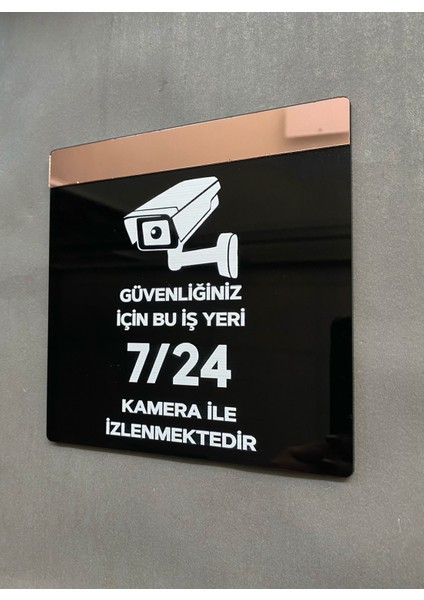 GÜVENLİĞİNİZ
İÇİN BU İŞ YERİ
7/24
KAMERA İLE
İZLENMEKTEDİR